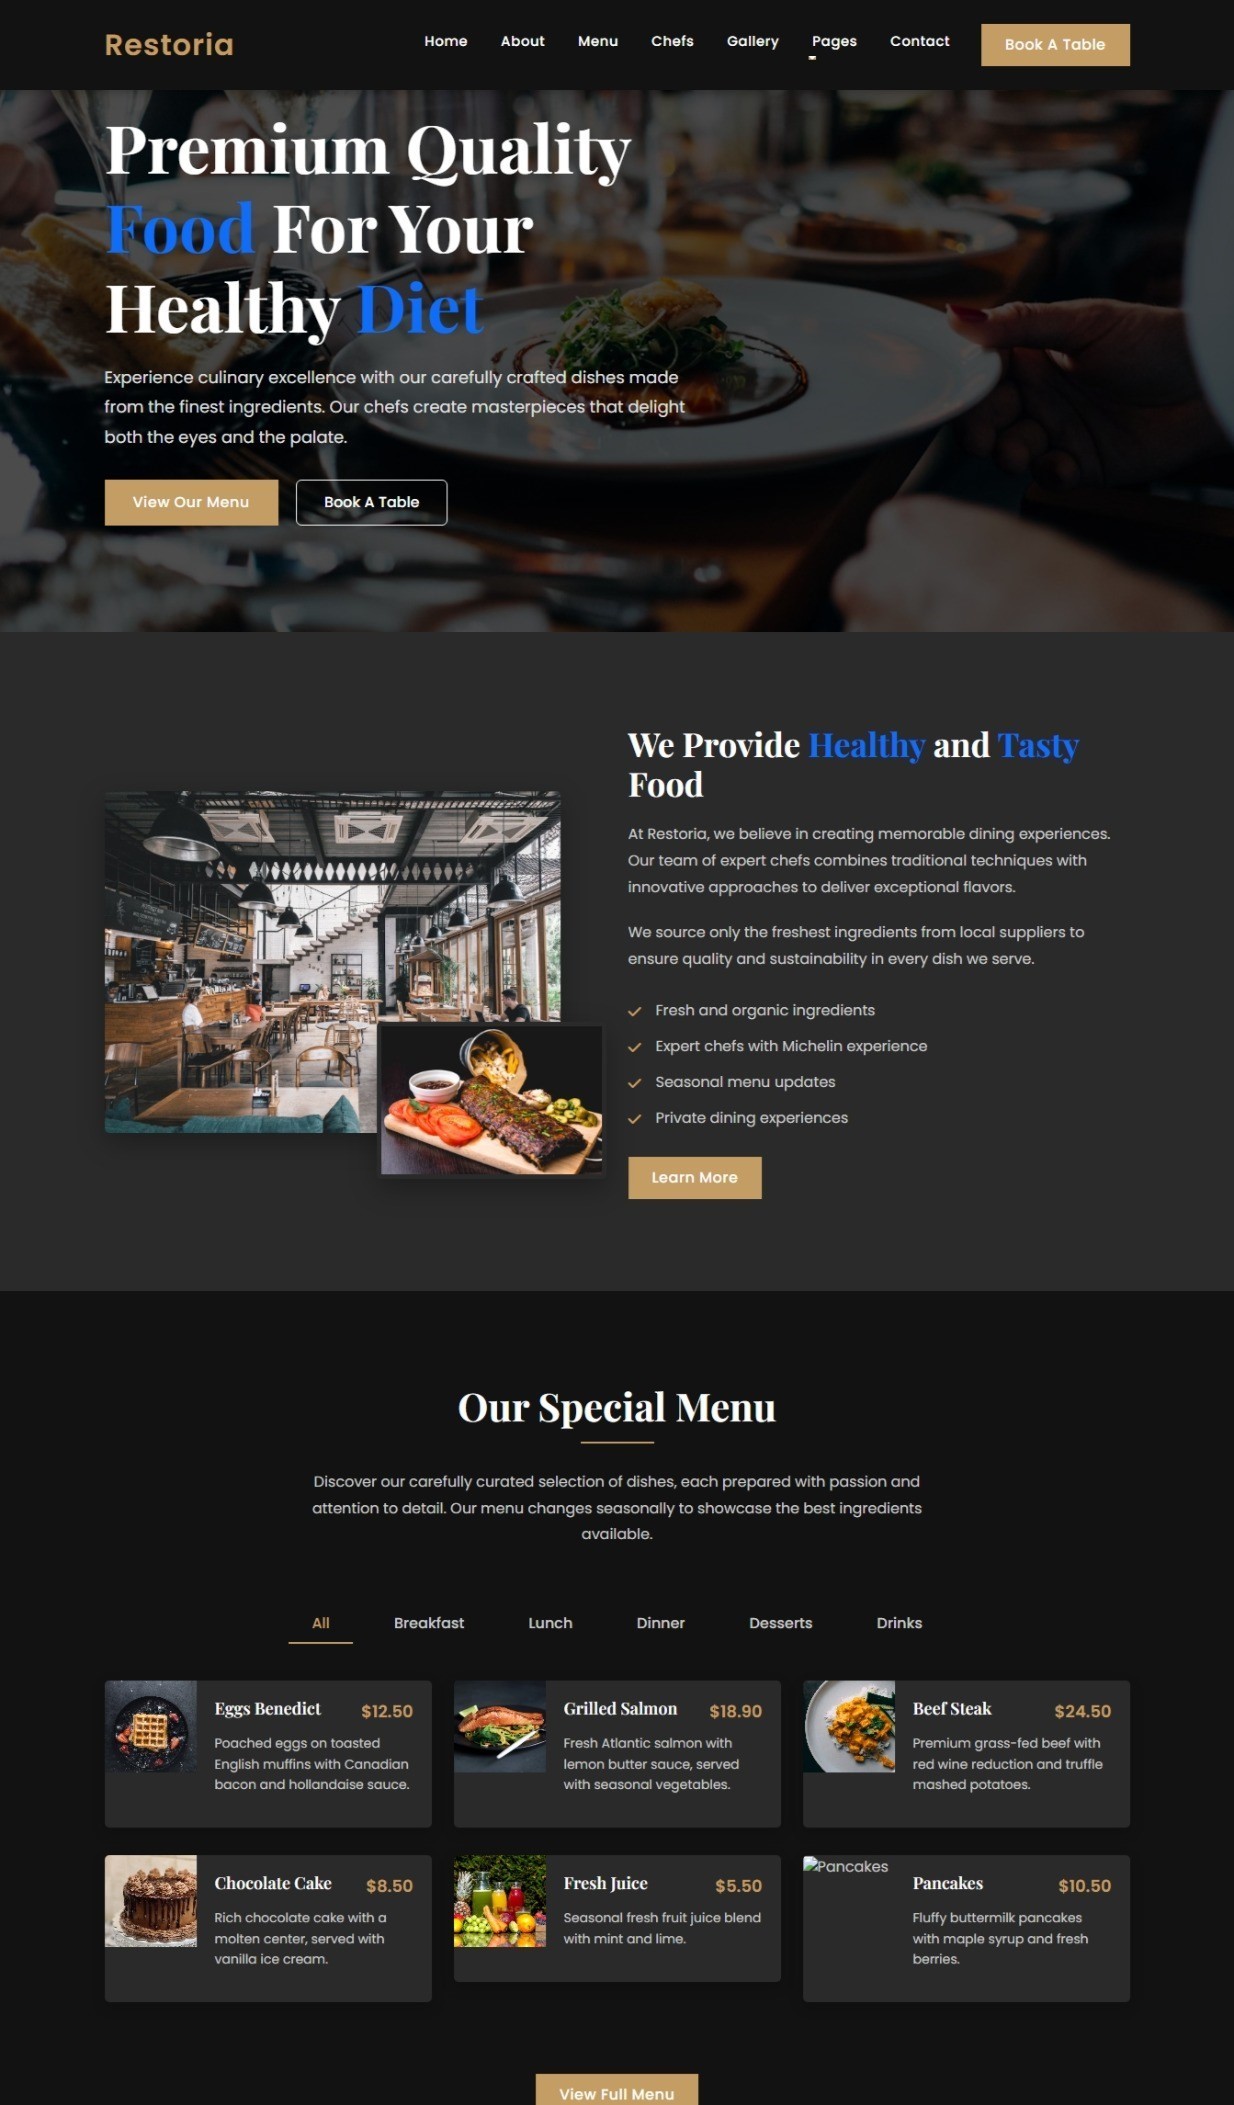 Restoria
Home About Menu Chefs Gallery Pages Contact Book A Table
Premium Quality
Food For Your
Healthy Diet
Experience culinary excellence with our carefully crafted dishes made
from the finest ingredients. Our chefs create masterpieces that delight
both the eyes and the palate.
View Our Menu Book A Table
We Provide Healthy and Tasty
Food
At Restoria, we believe in creating memorable dining experiences.
Our team of expert chefs combines traditional techniques with
innovative approaches to deliver exceptional flavors.
We source only the freshest ingredients from local suppliers to
ensure quality and sustainability in every dish we serve.
Fresh and organic ingredients
Expert chefs with Michelin experience
Seasonal menu updates
Private dining experiences
Learn More
Our Special Menu
Discover our carefully curated selection of dishes, each prepared with passion and
attention to detail. Our menu changes seasonally to showcase the best ingredients
available.
All Breakfast Lunch Dinner Desserts Drinks
Eggs Benedict $12.50
Poached eggs on toasted
English muffins with Canadian
bacon and hollandaise sauce.
Grilled Salmon $18.90
Fresh Atlantic salmon with
lemon butter sauce, served
with seasonal vegetables.
Beef Steak $24.50
Premium grass-fed beef with
red wine reduction and truffle
mashed potatoes.
Chocolate Cake $8.50
Rich chocolate cake with a
molten center, served with
vanilla ice cream.
Fresh Juice $5.50
Seasonal fresh fruit juice blend
with mint and lime.
Pancakes
Pancakes $10.50
Fluffy buttermilk pancakes
with maple syrup and fresh
berries.
View Full Menu